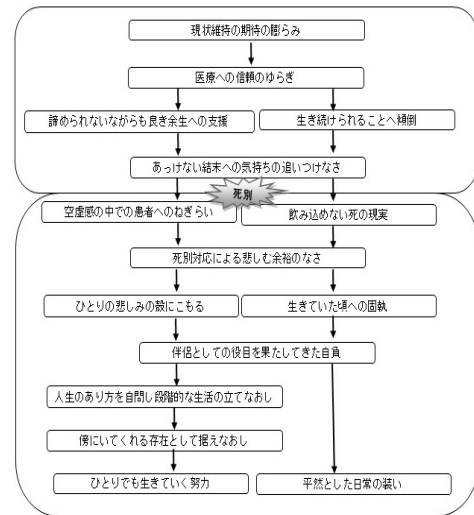 現状維持の期待の膨らみ
医療への信頼のゆらぎ
諦められないながらも良き余生への支援
生き続けられることへ傾倒
あっけない結末への気持ちの追いつけなさ
死別
空虚感の中での患者へのねぎらい
飲み込めない死の現実
死別対応による悲しむ余裕のなさ
ひとりの悲しみの殻にこもる
生きていた頃への固執
伴侶としての役目を果たしてきた自負
人生のあり方を自問し段階的な生活の立てなおし
傍にいてくれる存在として据えなおし
ひとりでも生きていく努力
平然とした日常の装い